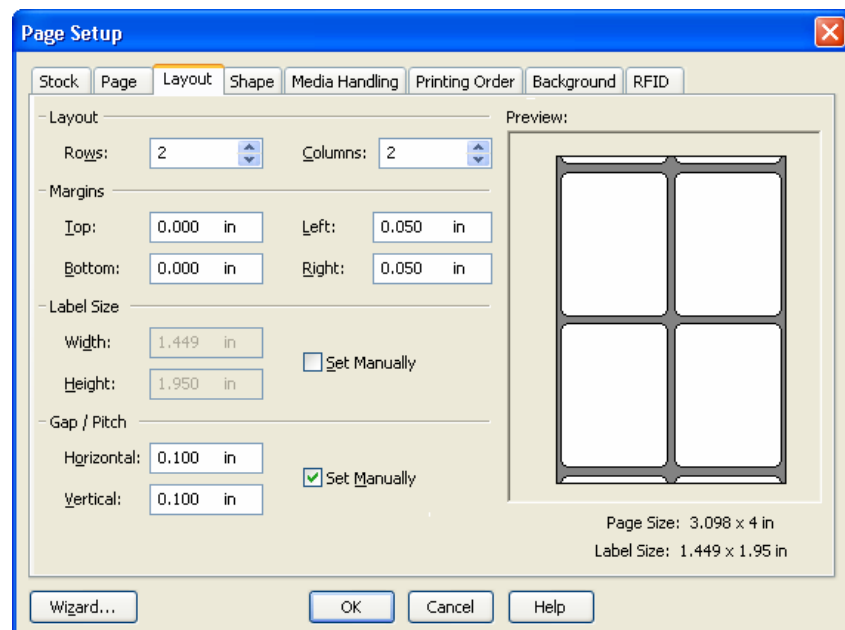 Page Setup
Stock Page Layout Shape Media Handling Printing Order Background RFID
Layout
Preview:
Rows: 2 Columns: 2
Margins
Top: 0.000 in Left: 0.050 in
Bottom: 0.000 in Right: 0.050 in
Label Size
Width: 1.449 in
Set Manually
Height: 1.950 in
Gap / Pitch
Horizontal: 0.100 in
Set Manually
Vertical: 0.100 in
Page Size: 3.098 x 4 in
Label Size: 1.449 x 1.95 in
Wizard... OK Cancel Help